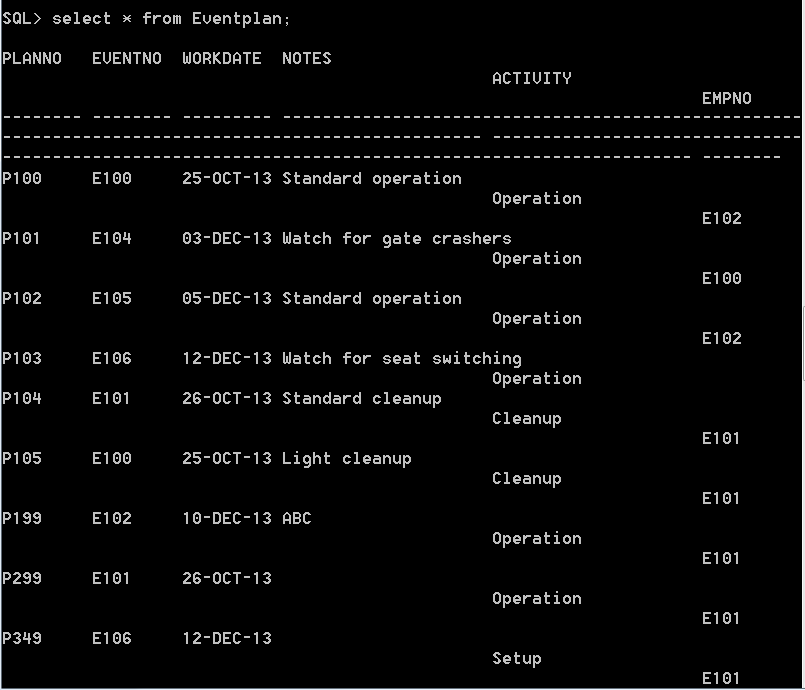 SQL> select * from Eventplan;
PLANNO   EVENTNO  WORKDATE  NOTES
ACTIVITY
EMPNO
-------- -------- --------- ----------------------------------------------------
------------------------------------------------ -------------------------------
--------------------------------------------------------------------- --------
P100     E100     25-OCT-13 Standard operation
Operation
E102
P101     E104     03-DEC-13 Watch for gate crashers
Operation
E100
P102     E105     05-DEC-13 Standard operation
Operation
E102
P103     E106     12-DEC-13 Watch for seat switching
Operation
P104     E101     26-OCT-13 Standard cleanup
Cleanup
E101
P105     E100     25-OCT-13 Light cleanup
Cleanup
E101
P199     E102     10-DEC-13 ABC
Operation
E101
P299     E101     26-OCT-13
Operation
E101
P349     E106     12-DEC-13
Setup
E101